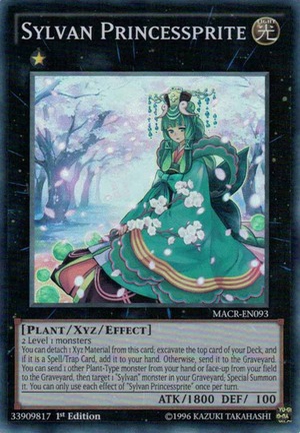 SYLVAN PRINCESSPRITE
LIGHT
光
MACR-EN093
[PLANT/XYZ/EFFECT]
2 Level 1 monsters
You can detach 1 Xyz Material from this card; excavate the top card of your Deck, and
if it is a Spell/Trap Card, add it to your hand. Otherwise, send it to the Graveyard.
You can send 1 other Plant-Type monster from your hand or face-up from your field
to the Graveyard, then target 1 "Sylvan" monster in your Graveyard; Special Summon
it. You can only use each effect of "Sylvan Princessprite" once per turn.
ATK/1800 DEF/ 100
33909817 1st Edition
©1996 KAZUKI TAKAHASHI